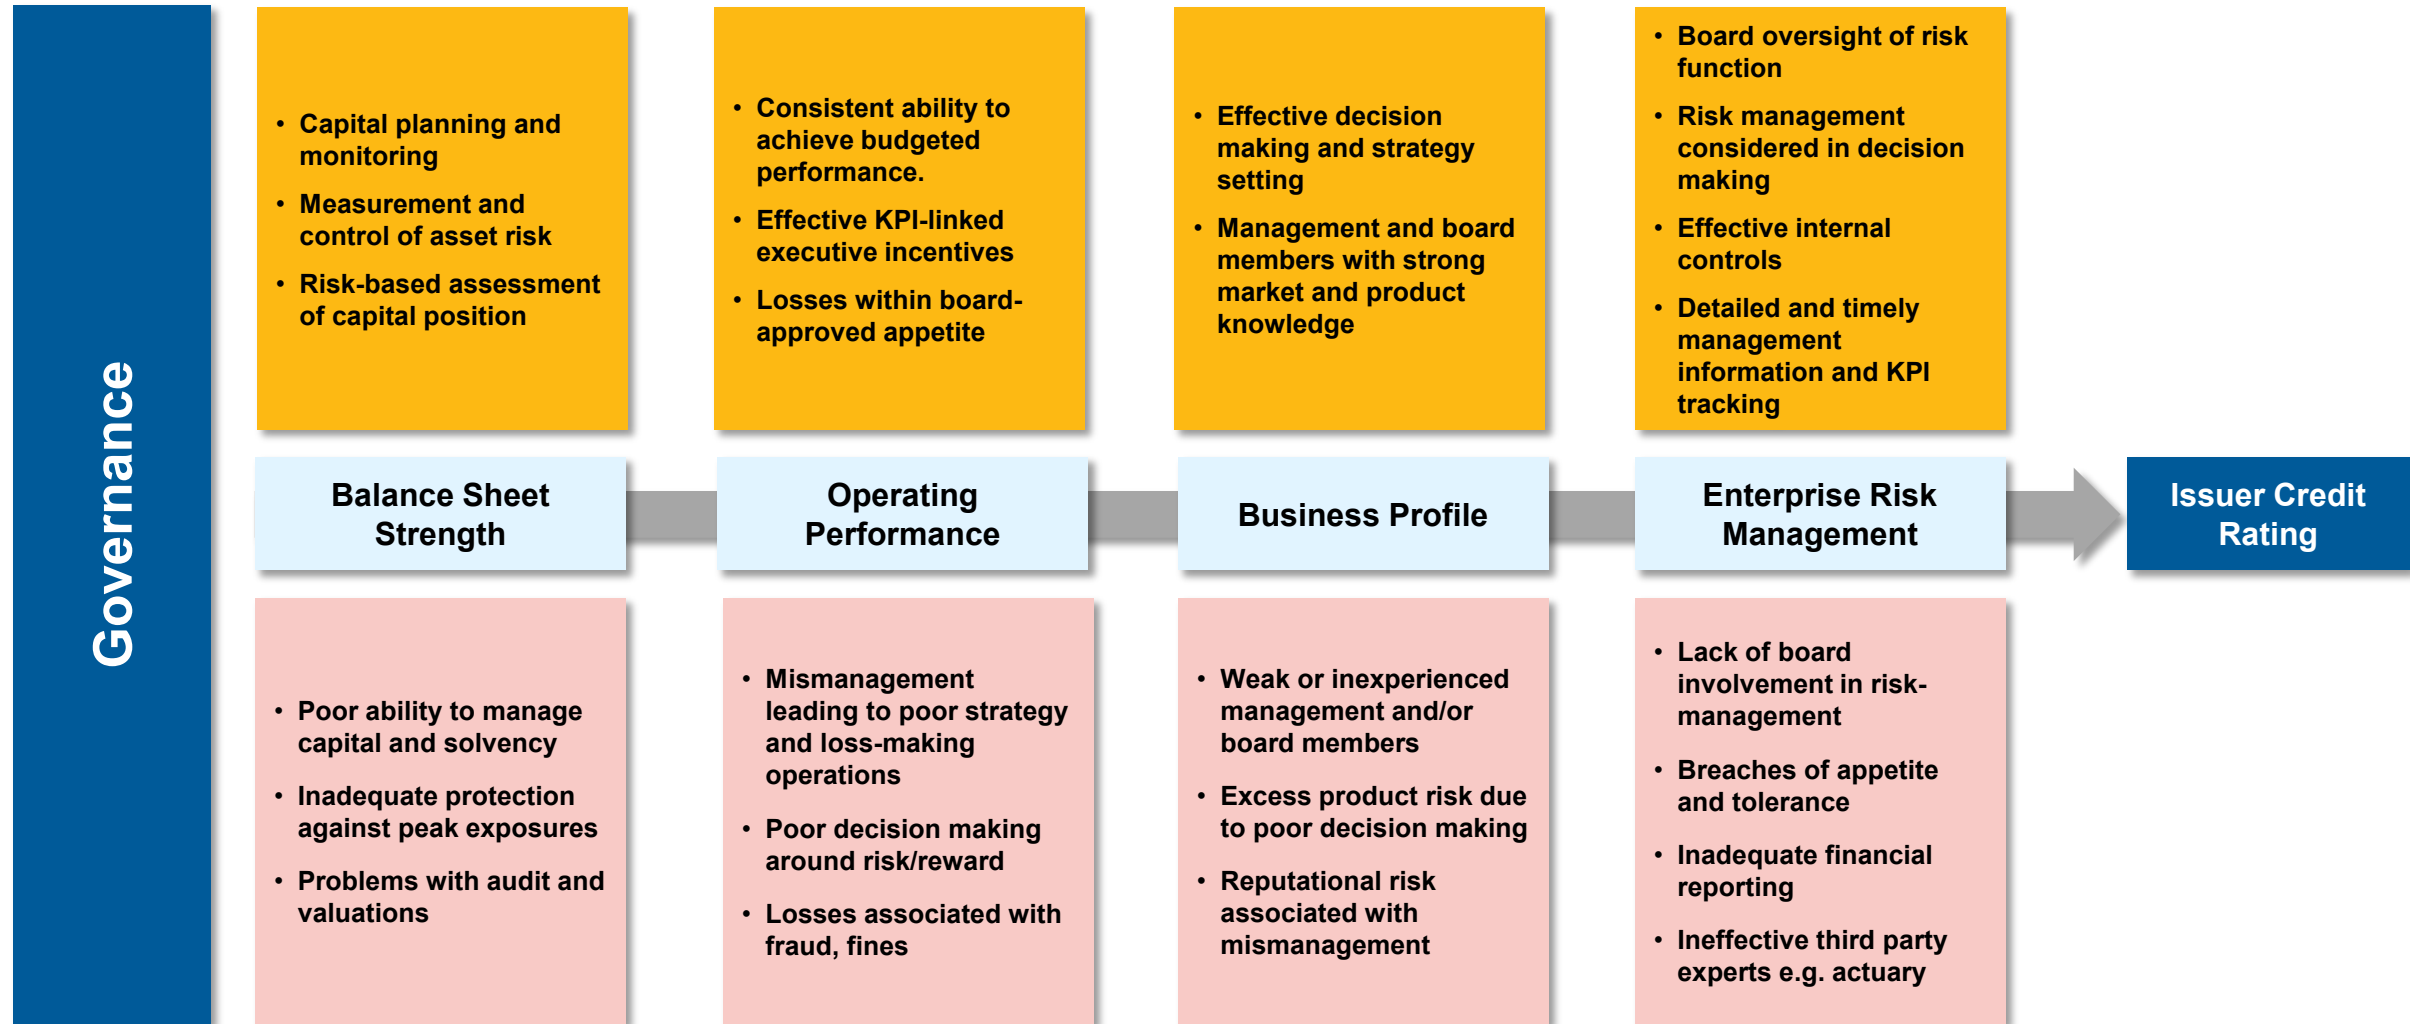 Governance
• Capital planning and
monitoring
• Measurement and
control of asset risk
• Risk-based assessment
of capital position
• Consistent ability to
achieve budgeted
performance.
• Effective KPI-linked
executive incentives
• Losses within board-
approved appetite
• Effective decision
making and strategy
setting
• Management and board
members with strong
market and product
knowledge
• Board oversight of risk
function
• Risk management
considered in decision
making
• Effective internal
controls
• Detailed and timely
management
information and KPI
tracking
Balance Sheet
Strength
Operating
Performance
Business Profile
Enterprise Risk
Management
Issuer Credit
Rating
• Poor ability to manage
capital and solvency
• Inadequate protection
against peak exposures
• Problems with audit and
valuations
• Mismanagement
leading to poor strategy
and loss-making
operations
• Poor decision making
around risk/reward
• Losses associated with
fraud, fines
• Weak or inexperienced
management and/or
board members
• Excess product risk due
to poor decision making
• Reputational risk
associated with
mismanagement
• Lack of board
involvement in risk-
management
• Breaches of appetite
and tolerance
• Inadequate financial
reporting
• Ineffective third party
experts e.g. actuary